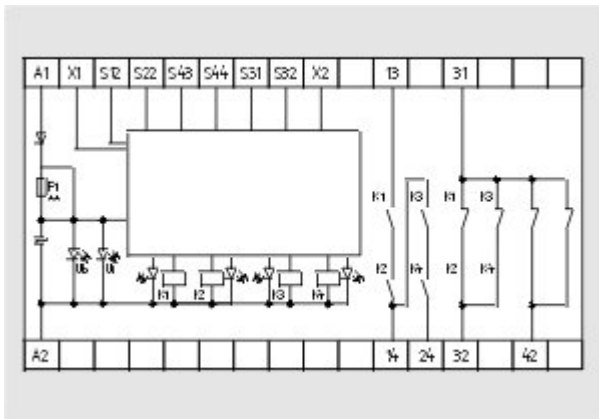 A1 X1 S12 S22 S43 S44 S31 S32 X2 13 31
F1
K1 K3 K1 K3
Ub Ui
K2 K4 K2 K4
K1 K2 K3 K4
A2 14 24 32 42